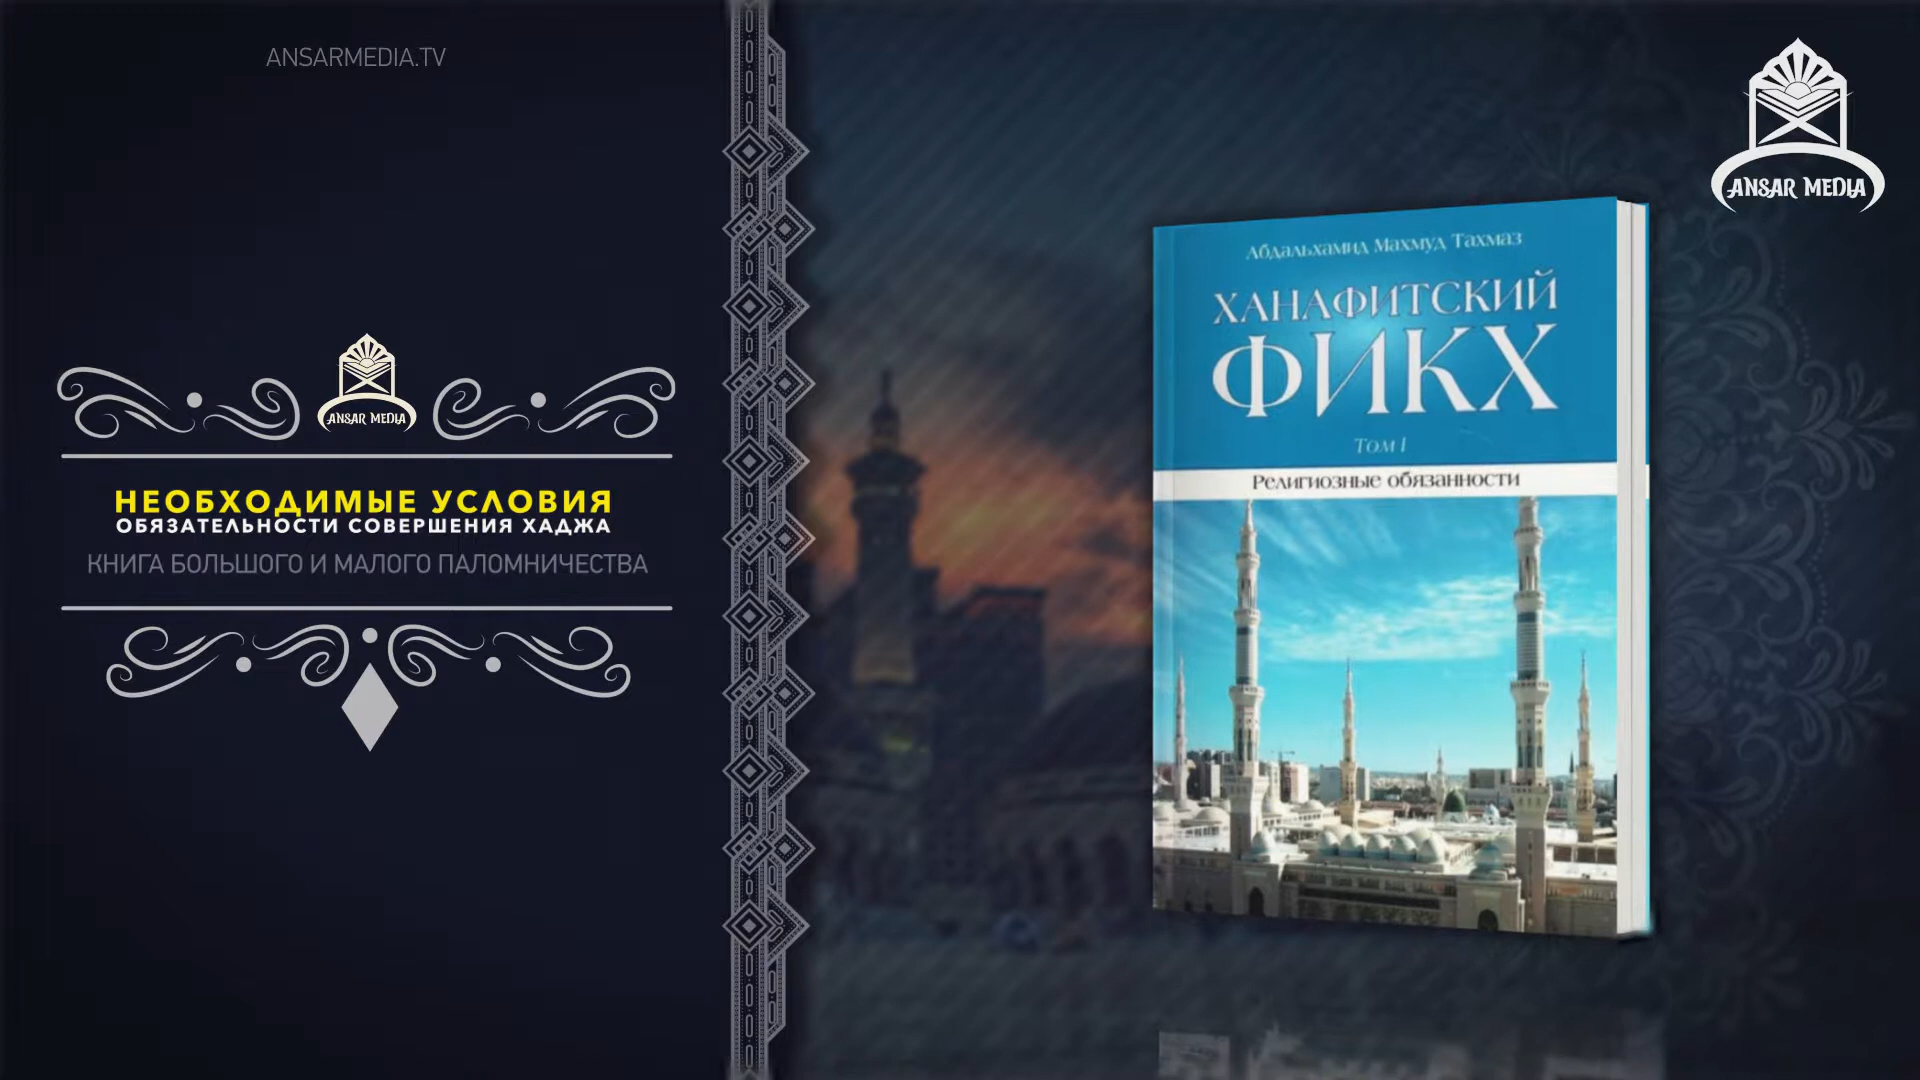 ANSARMEDIA.TV
ANSAR MEDIA
НЕОБХОДИМЫЕ УСЛОВИЯ
ОБЯЗАТЕЛЬНОСТИ СОВЕРШЕНИЯ ХАДЖА
КНИГА БОЛЬШОГО И МАЛОГО ПАЛОМНИЧЕСТВА
ANSAR MEDIA
Абдальхамид Махмуд Тахмаз
ХАНАФИТСКИЙ
ФИКХ
Том I
Религиозные обязанности